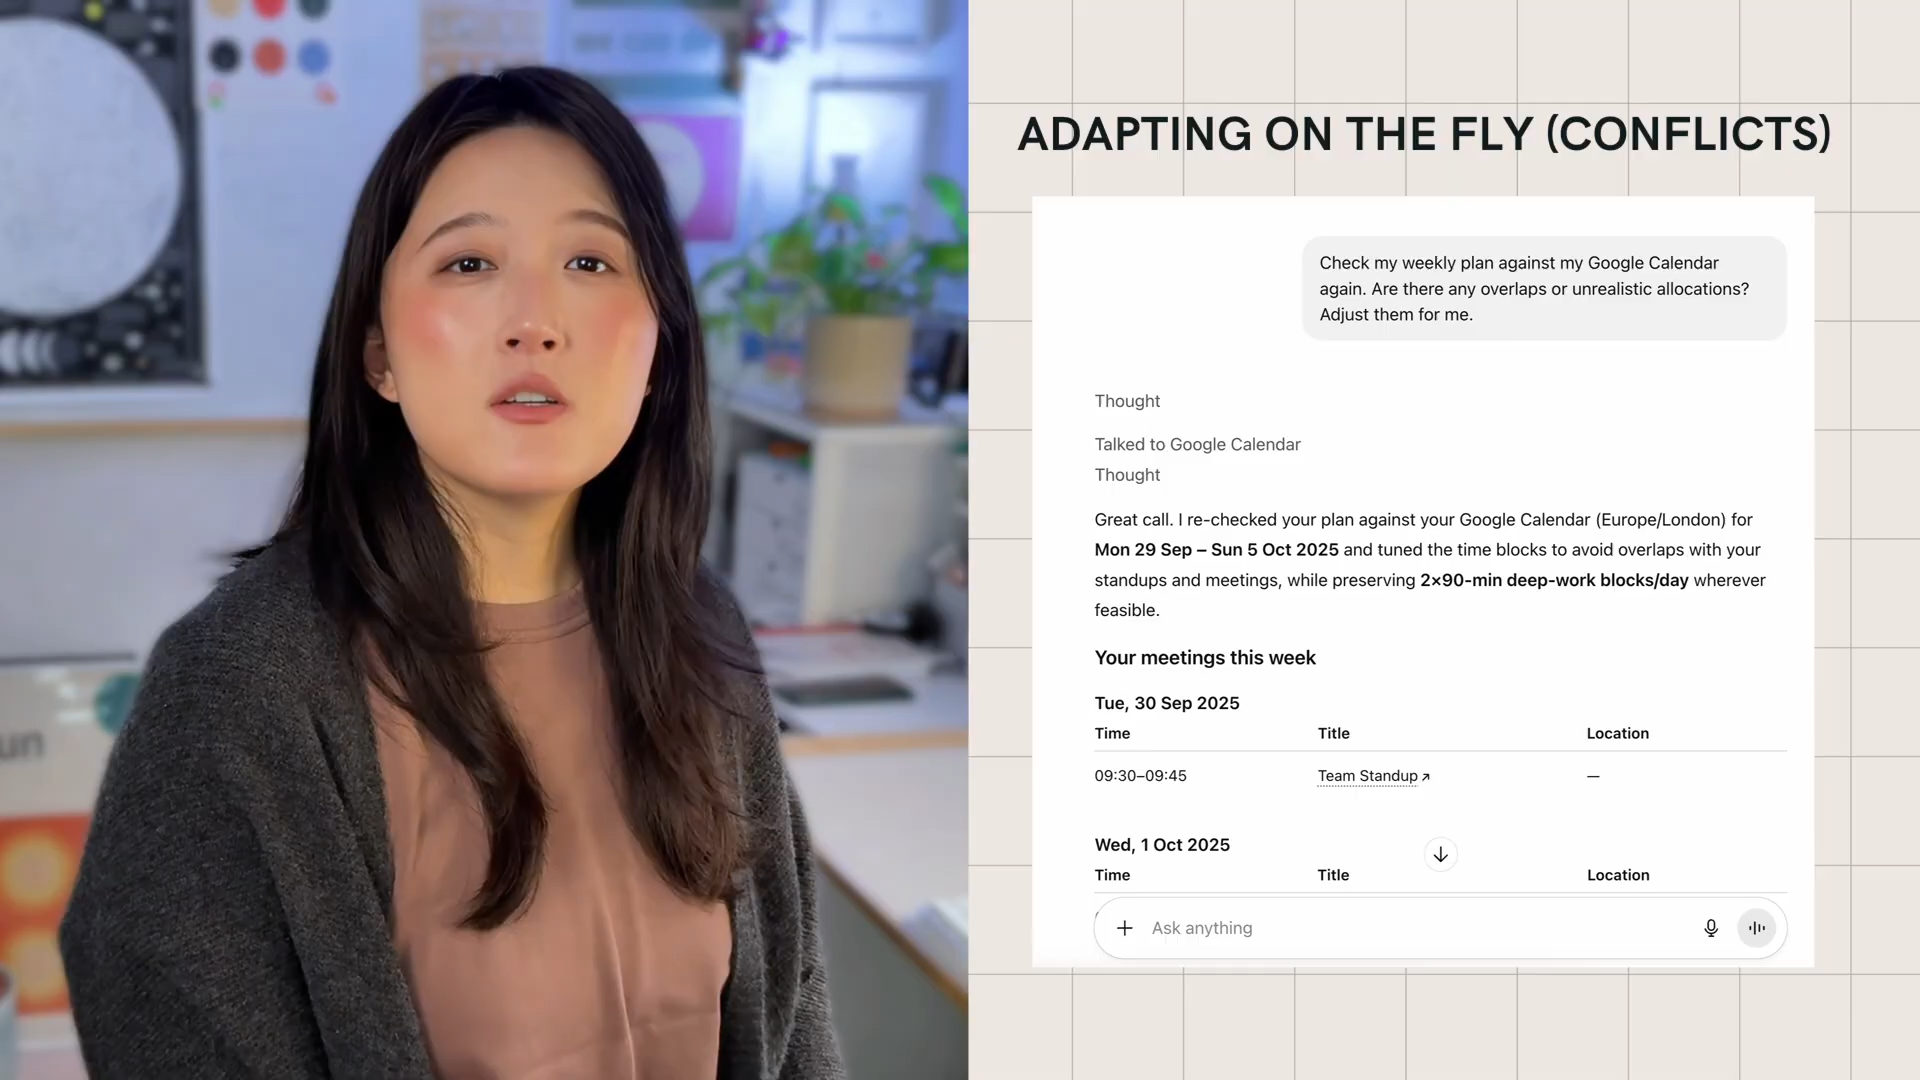 ADAPTING ON THE FLY (CONFLICTS)
Check my weekly plan against my Google Calendar
again. Are there any overlaps or unrealistic allocations?
Adjust them for me.
Thought
Talked to Google Calendar
Thought
Great call. I re-checked your plan against your Google Calendar (Europe/London) for
Mon 29 Sep – Sun 5 Oct 2025 and tuned the time blocks to avoid overlaps with your
standups and meetings, while preserving 2×90-min deep-work blocks/day wherever
feasible.
Your meetings this week
Tue, 30 Sep 2025
Time Title Location
09:30–09:45 Team Standup ↗ —
Wed, 1 Oct 2025
Time Title Location
Ask anything
un